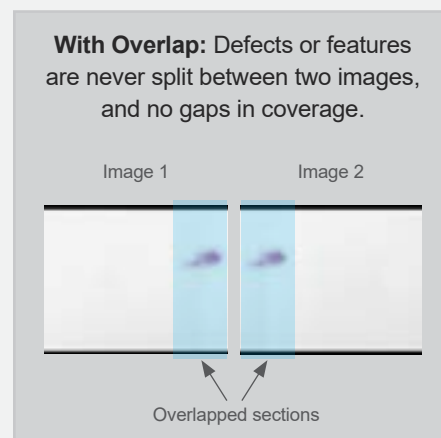 With Overlap: Defects or features
are never split between two images,
and no gaps in coverage.
Image 1
Image 2
Overlapped sections